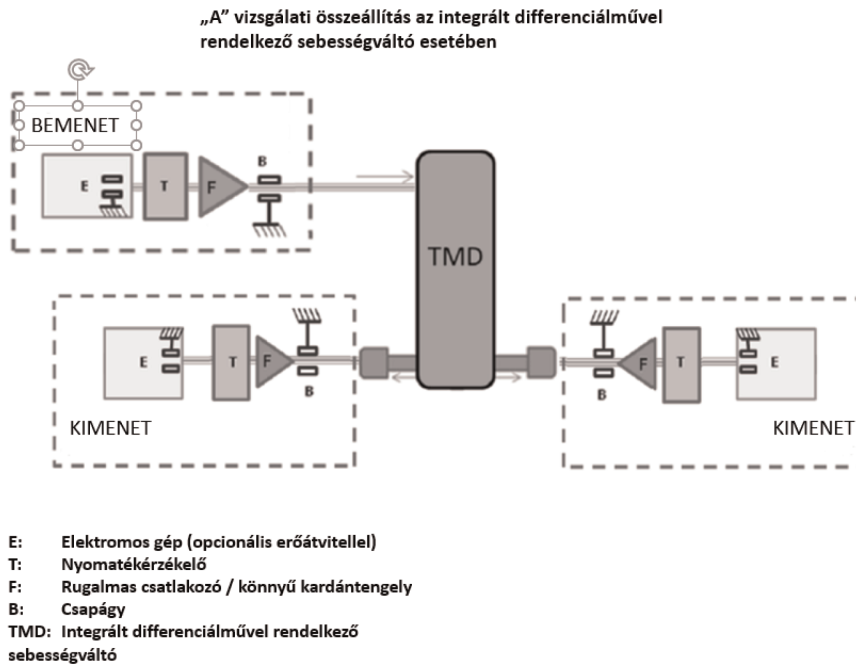 „A” vizsgálati összeállítás az integrált differenciálművel
rendelkező sebességváltó esetében
BEMENET
E
T
F
B
TMD
E
T
F
B
KIMENET
B
F
T
E
KIMENET
E: Elektromos gép (opcionális erőátvitellel)
T: Nyomatékérzékelő
F: Rugalmas csatlakozó / könnyű kardántengely
B: Csapágy
TMD: Integrált differenciálművel rendelkező
sebességváltó